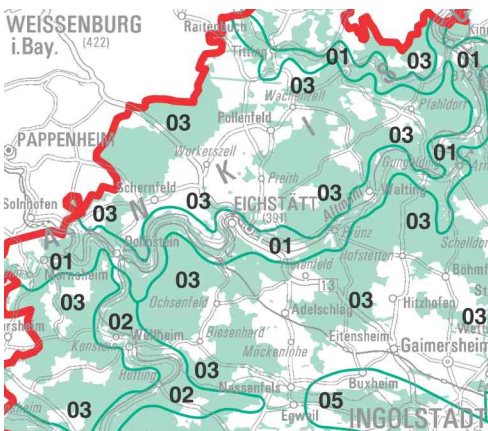 WEISSENBURG
i.Bay.
(422)
Raitenbuch
Titting
01
03
01
03
Wachenzell
Pfahldorf
PAPPENHEIM
03
Pollenfeld
I
03
Workerszell
K
01
Preith
Gungolding
Schernfeld
03
N
03
Walting
Solnhofen
03
EICHSTÄTT
(391)
Altmühl
03
A
01
Pfünz
Dollnstein
Hofstetten
01
Mörnsheim
03
13
03
Ochsenfeld
03
Hitzhofen
02
Adelschlag
03
Konstein
Wellheim
Biesenhard
Eitensheim
Gaimersheim
Möckenlohe
03
Hütting
Nassenfels
Buxheim
02
05
03
Egweil
INGOLSTADT